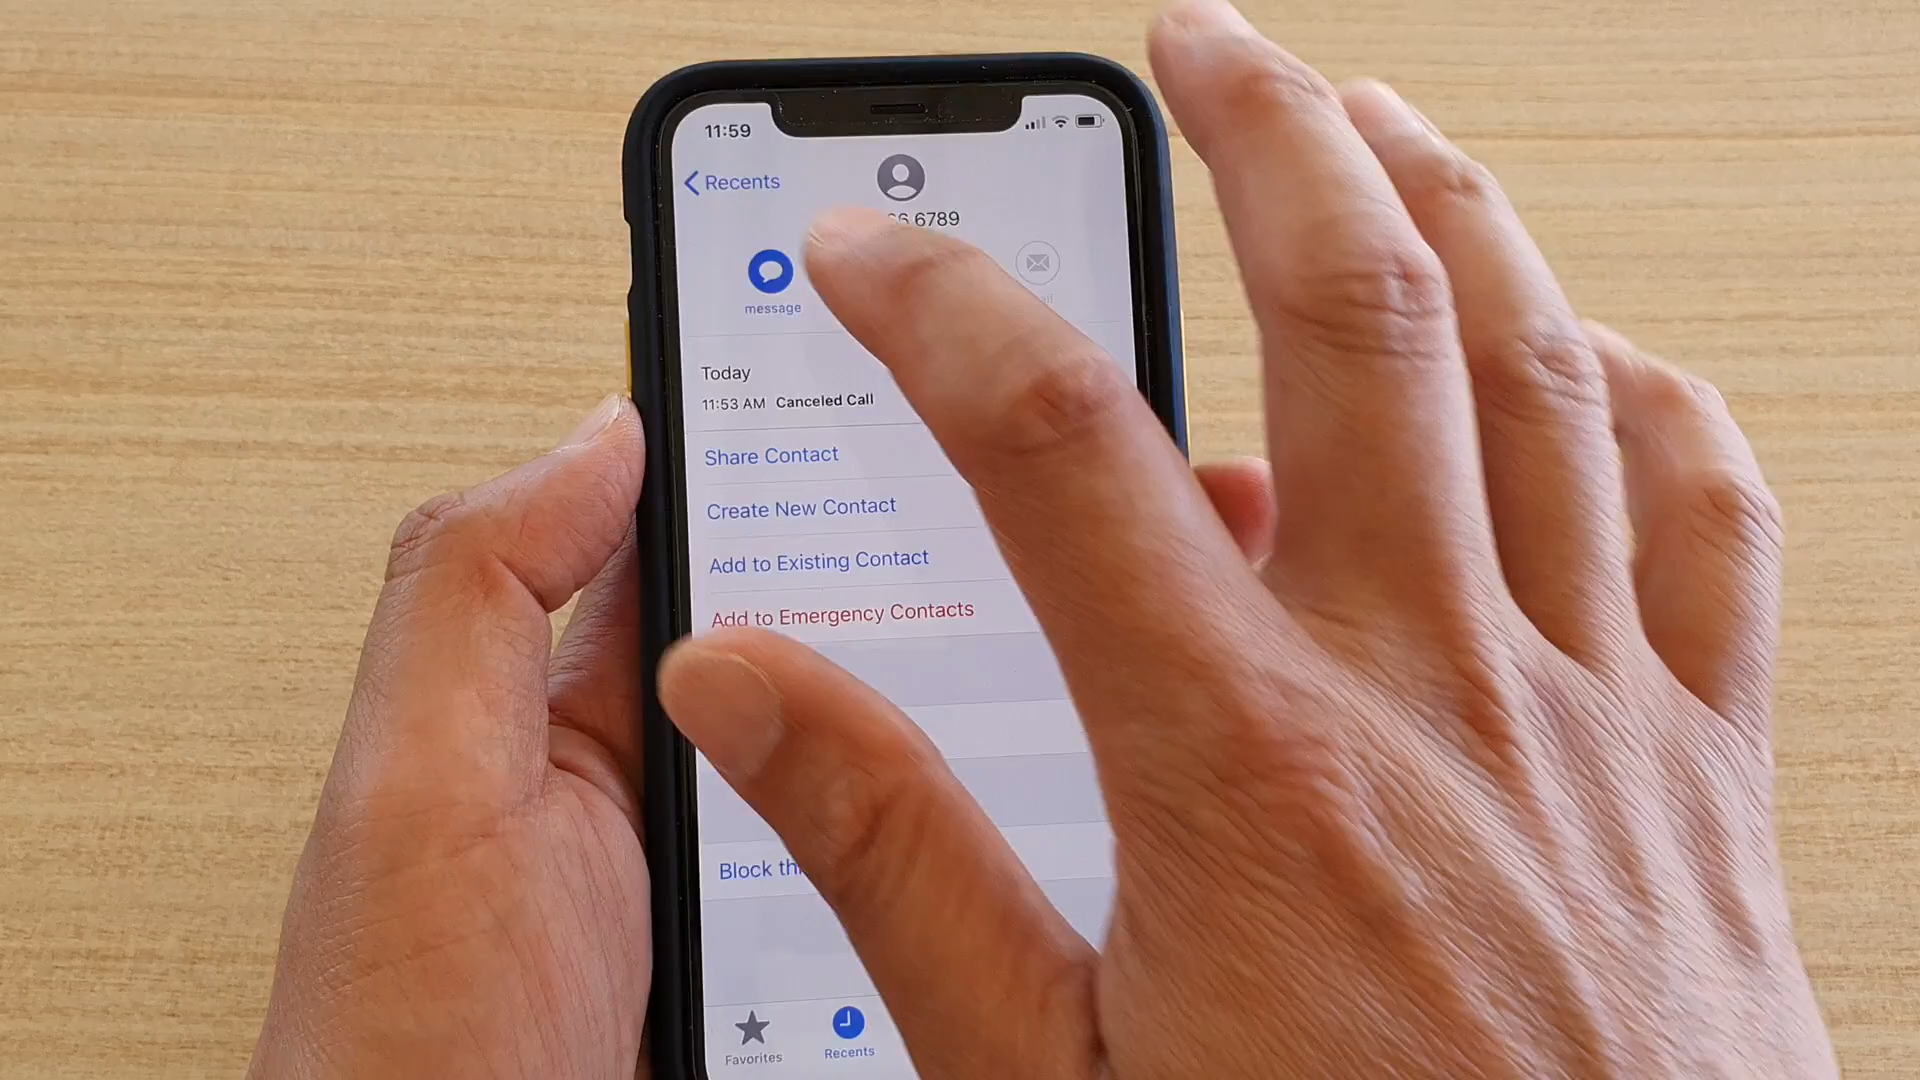 11:59
Recents
6789
message
Today
11:53 AM Canceled Call
Share Contact
Create New Contact
Add to Existing Contact
Add to Emergency Contacts
Block
Favorites
Recents